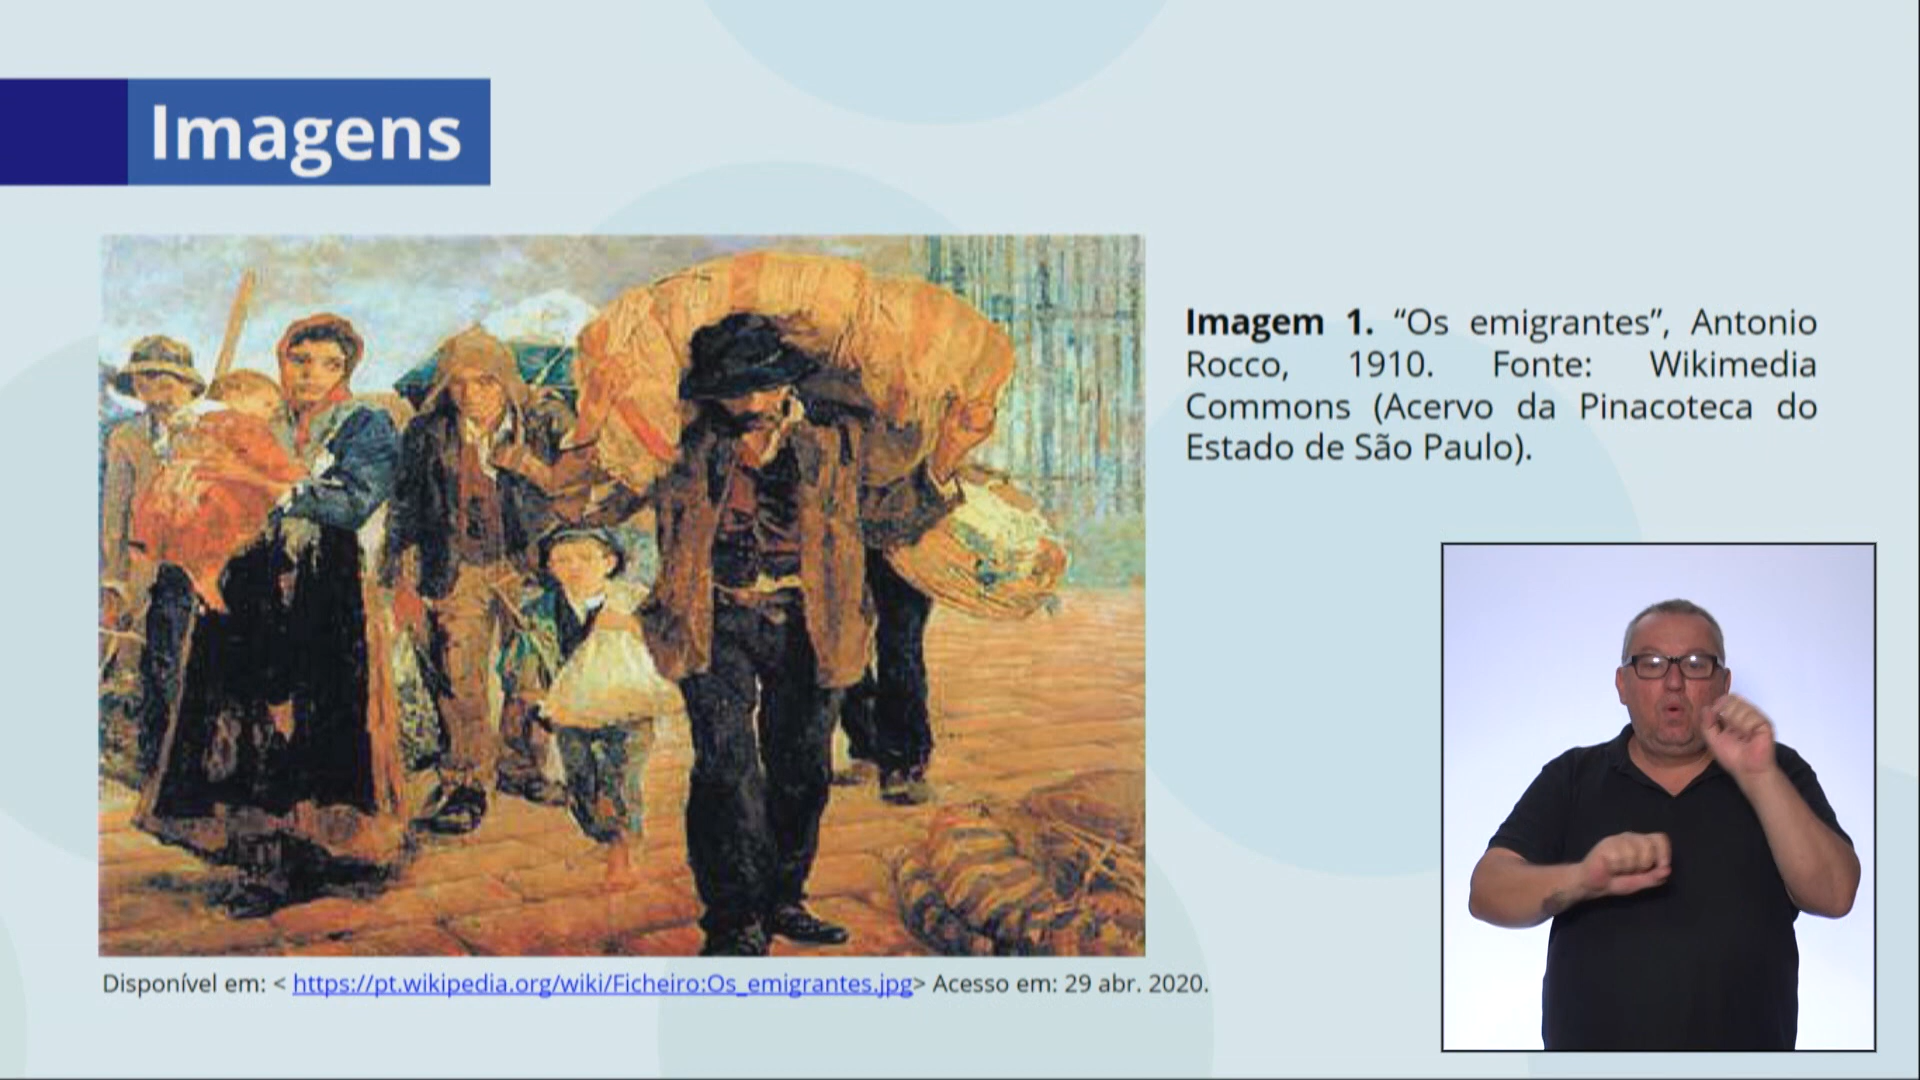 Imagens
Imagem 1. “Os emigrantes”, Antonio
Rocco, 1910. Fonte: Wikimedia
Commons (Acervo da Pinacoteca do
Estado de São Paulo).
Disponível em: < https://pt.wikipedia.org/wiki/Ficheiro:Os_emigrantes.jpg> Acesso em: 29 abr. 2020.